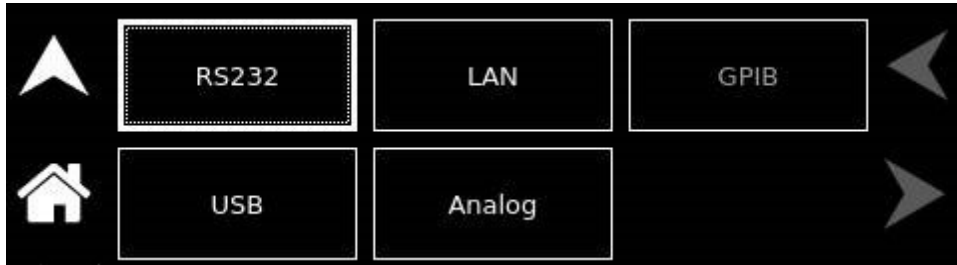 RS232
LAN
GPIB
USB
Analog